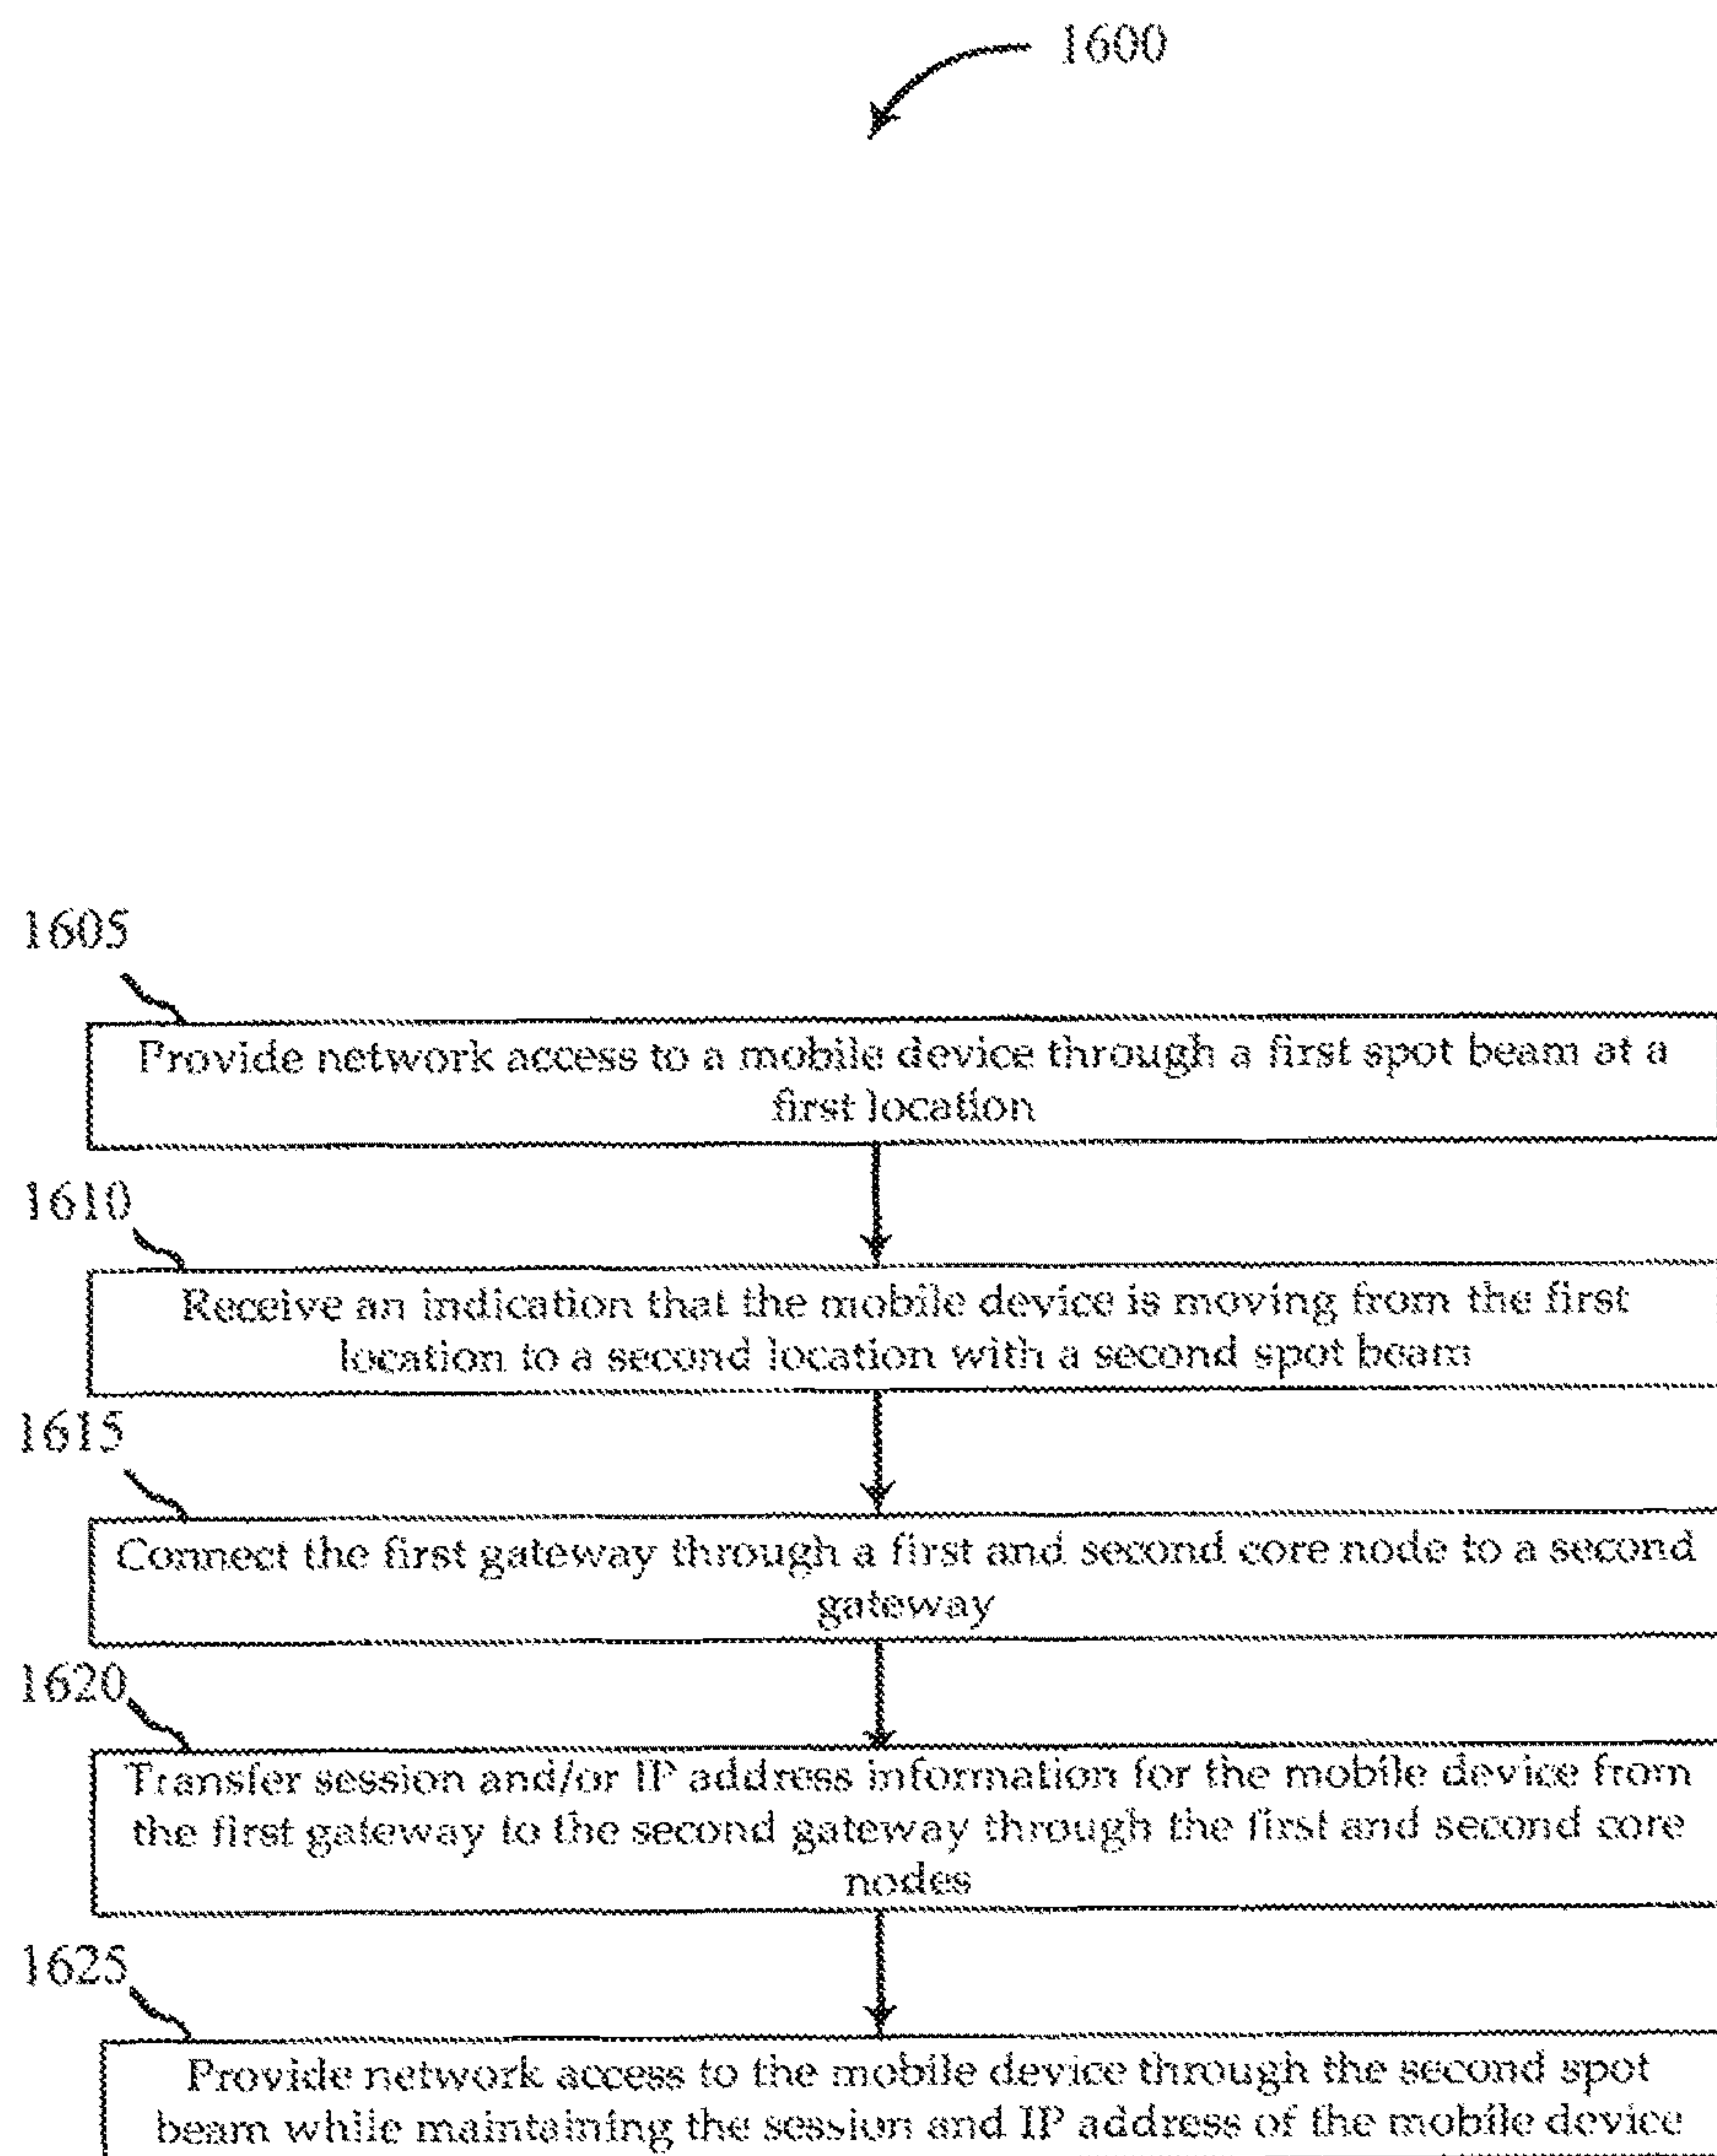 1600
1605
Provide network access to a mobile device through a first spot beam at a
first location
1610
Receive an indication that the mobile device is moving from the first
location to a second location with a second spot beam
1615
Connect the first gateway through a first and second core node to a second
gateway
1620
Transfer session and/or IP address information for the mobile device from
the first gateway to the second gateway through the first and second core
nodes
1625
Provide network access to the mobile device through the second spot
beam while maintaining the session and IP address of the mobile device